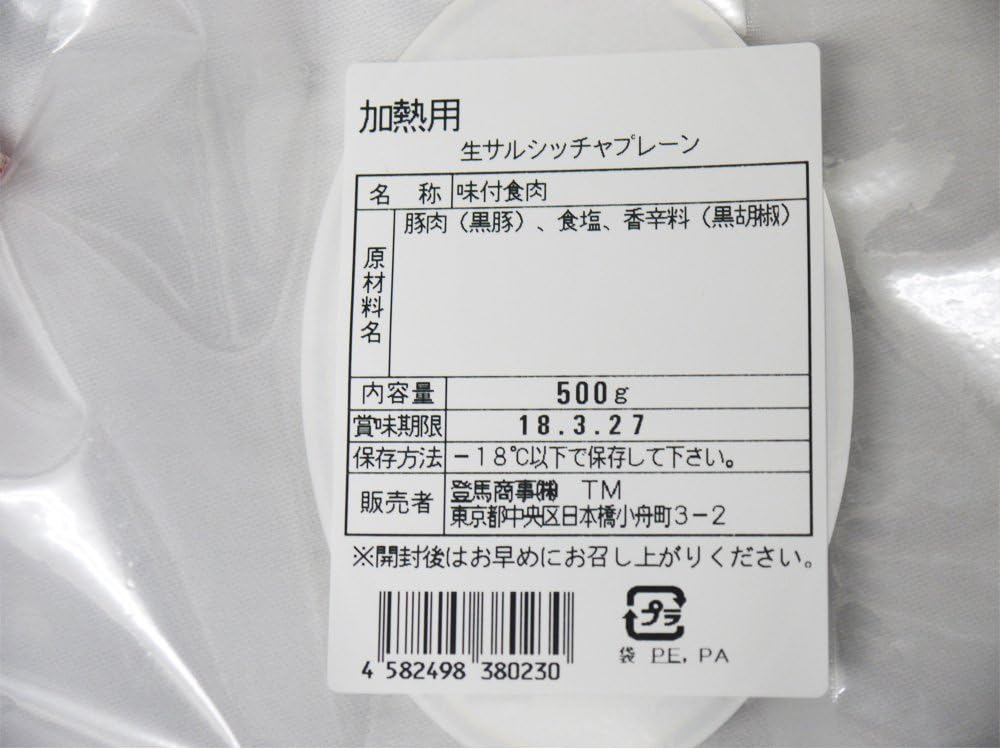 加熱用
生サルシッチャプレーン
名 称 味付食肉
原材料名 豚肉（黒豚）、食塩、香辛料（黒胡椒）
内容量 500g
賞味期限 18.3.27
保存方法 －18℃以下で保存して下さい。
販売者 登馬商事㈱ TM
東京都中央区日本橋小舟町3－2
※開封後はお早めにお召し上がりください。
プラ
袋 PE, PA
4 582498 380230